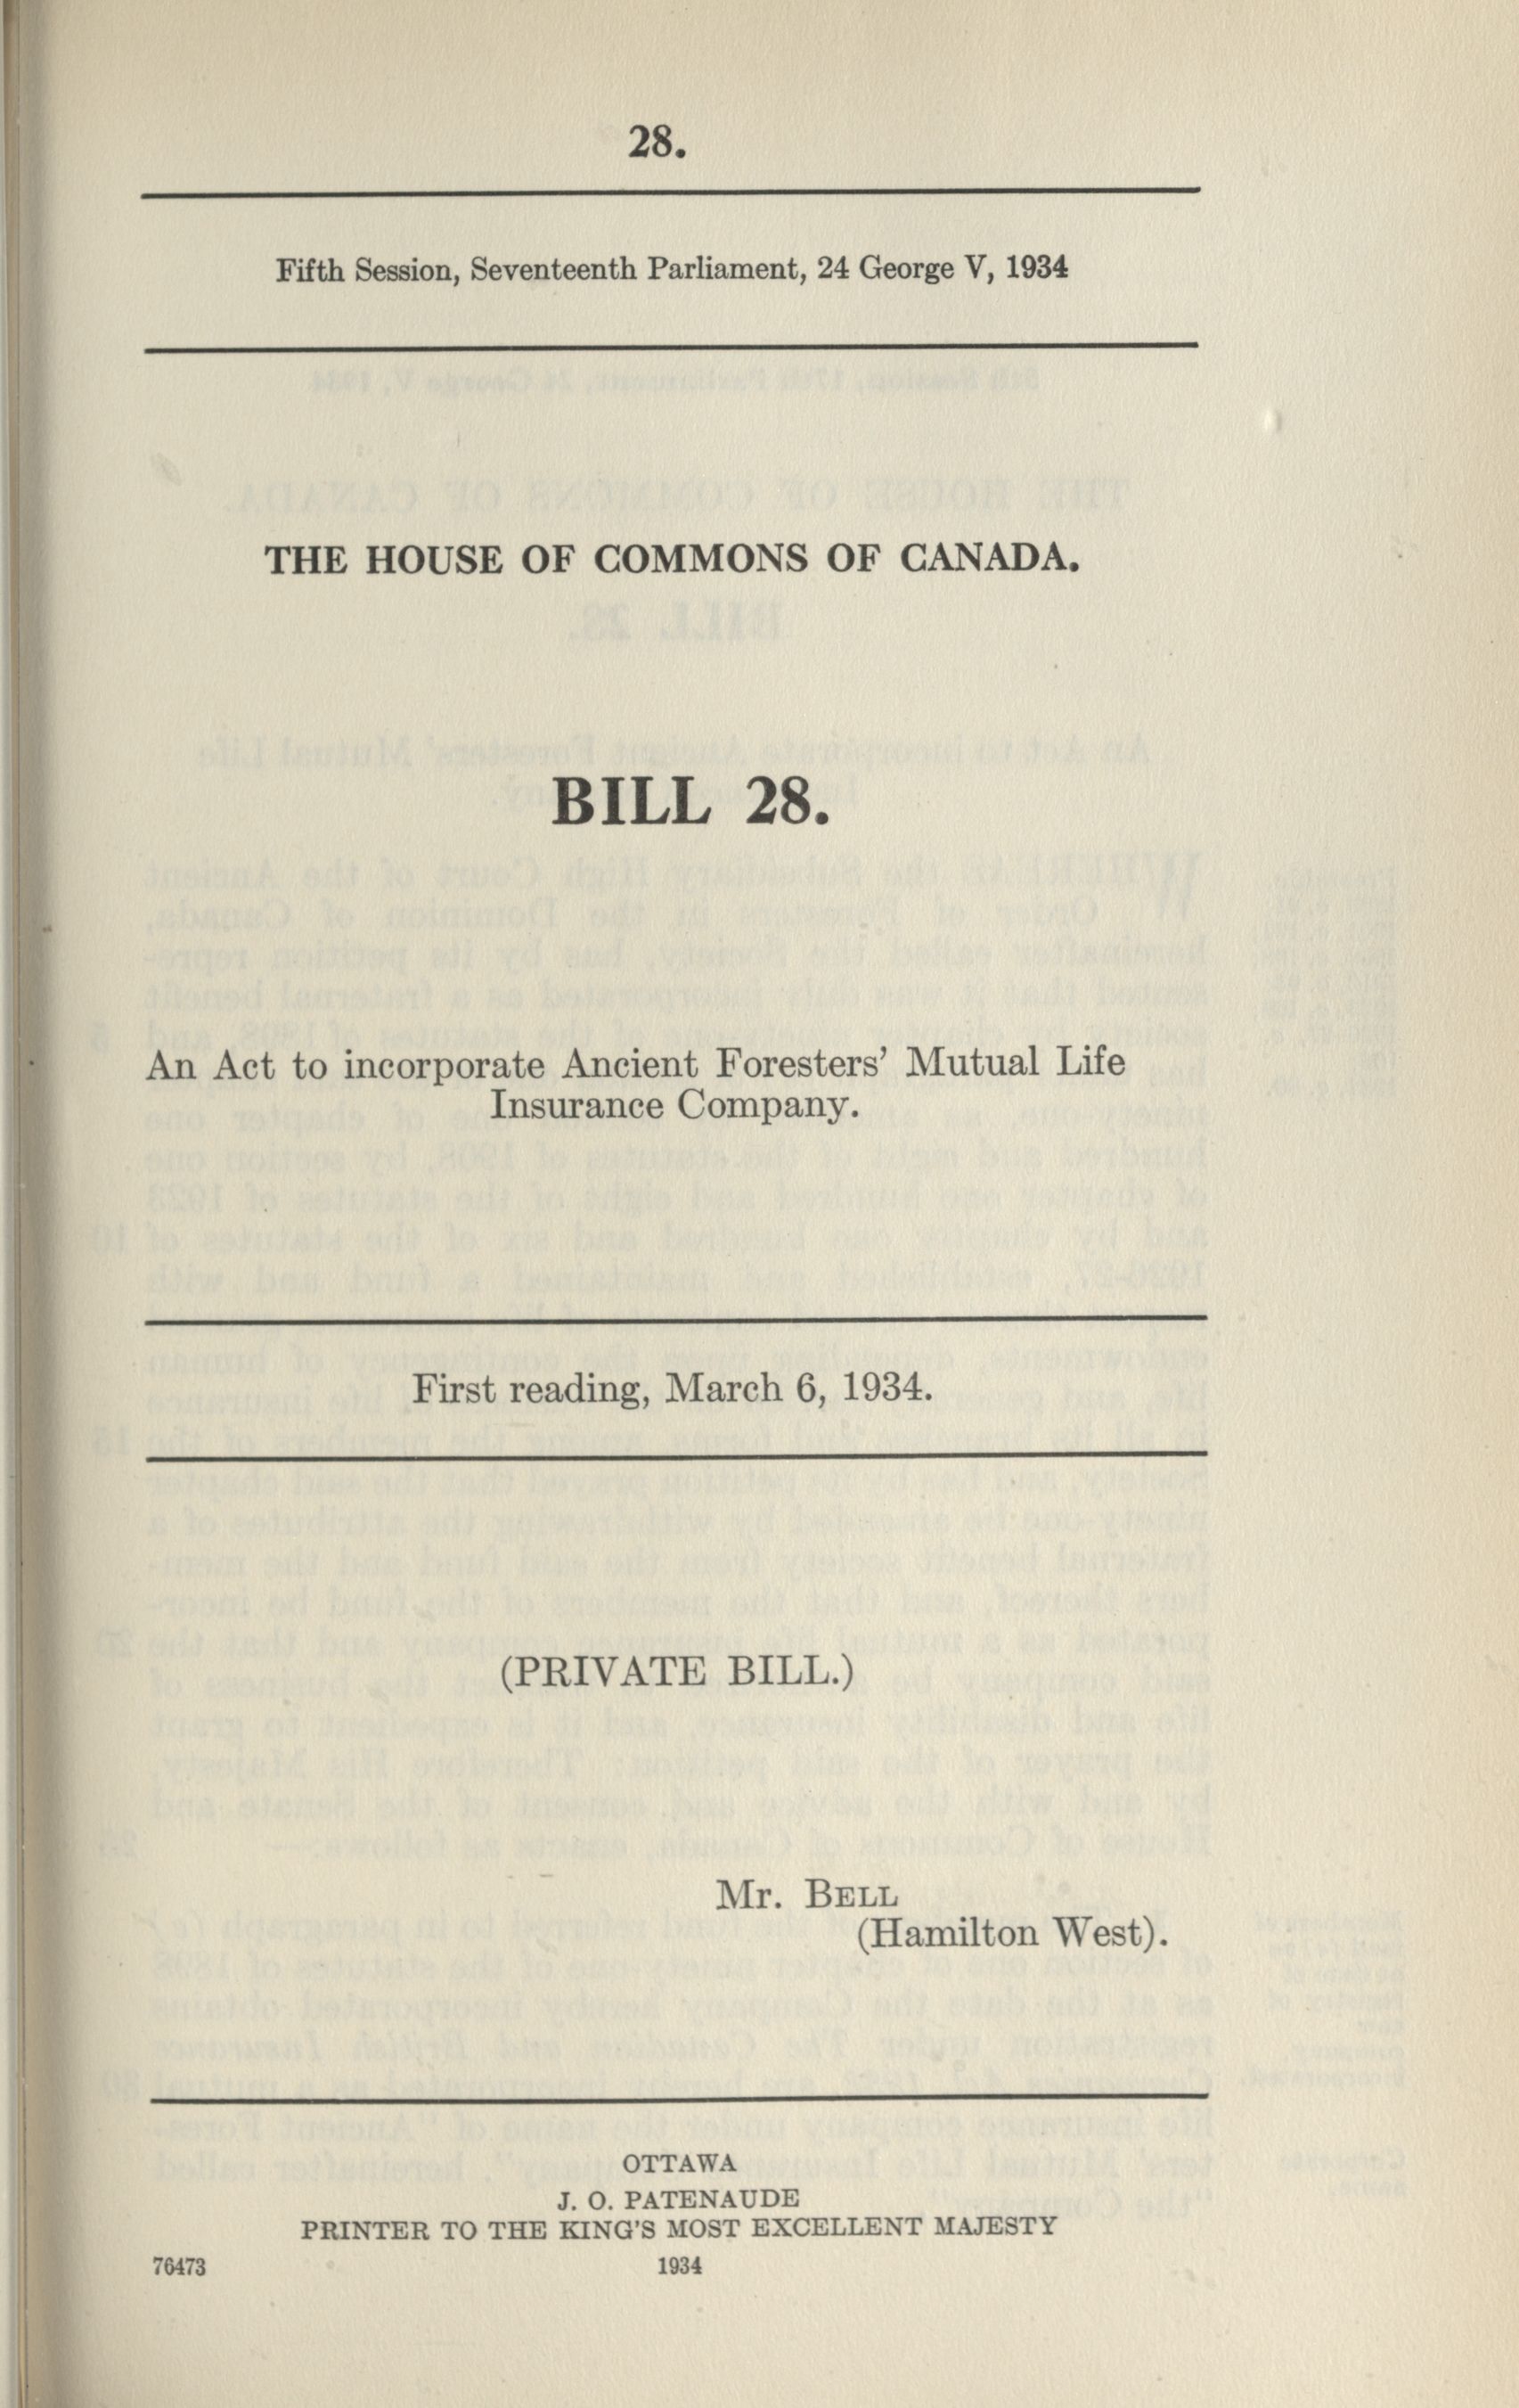 28.
Fifth Session, Seventeenth Parliament, 24 George V, 1934
THE HOUSE OF COMMONS OF CANADA.
BILL 28.
An Act to incorporate Ancient Foresters' Mutual Life
Insurance Company.
First reading, March 6, 1934.
(PRIVATE BILL.)
Mr. BELL
(Hamilton West).
OTTAWA
J. O. PATENAUDE
PRINTER TO THE KING'S MOST EXCELLENT MAJESTY
76473 1934